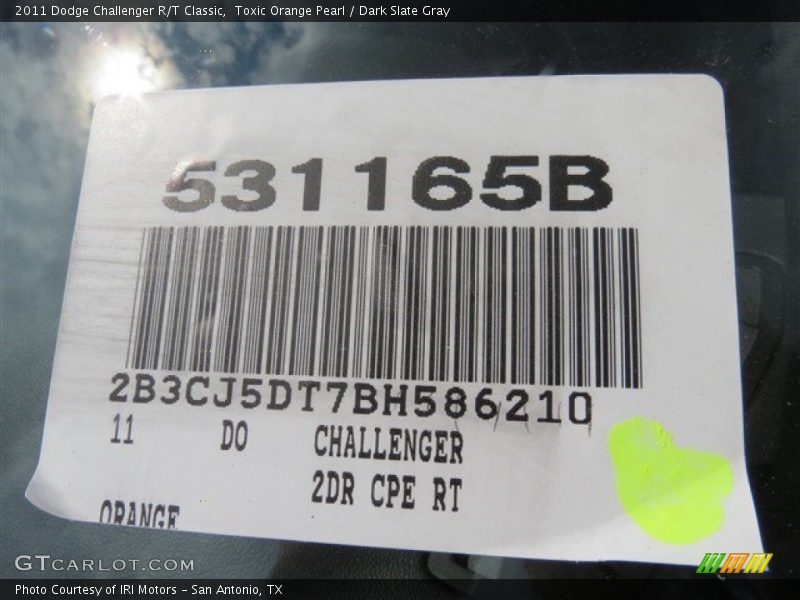 2011 Dodge Challenger R/T Classic, Toxic Orange Pearl / Dark Slate Gray
531165B
2B3CJ5DT7BH586210
11 DO CHALLENGER
2DR CPE RT
ORANGE
GTCARLOT.COM
Photo Courtesy of IRI Motors – San Antonio, TX